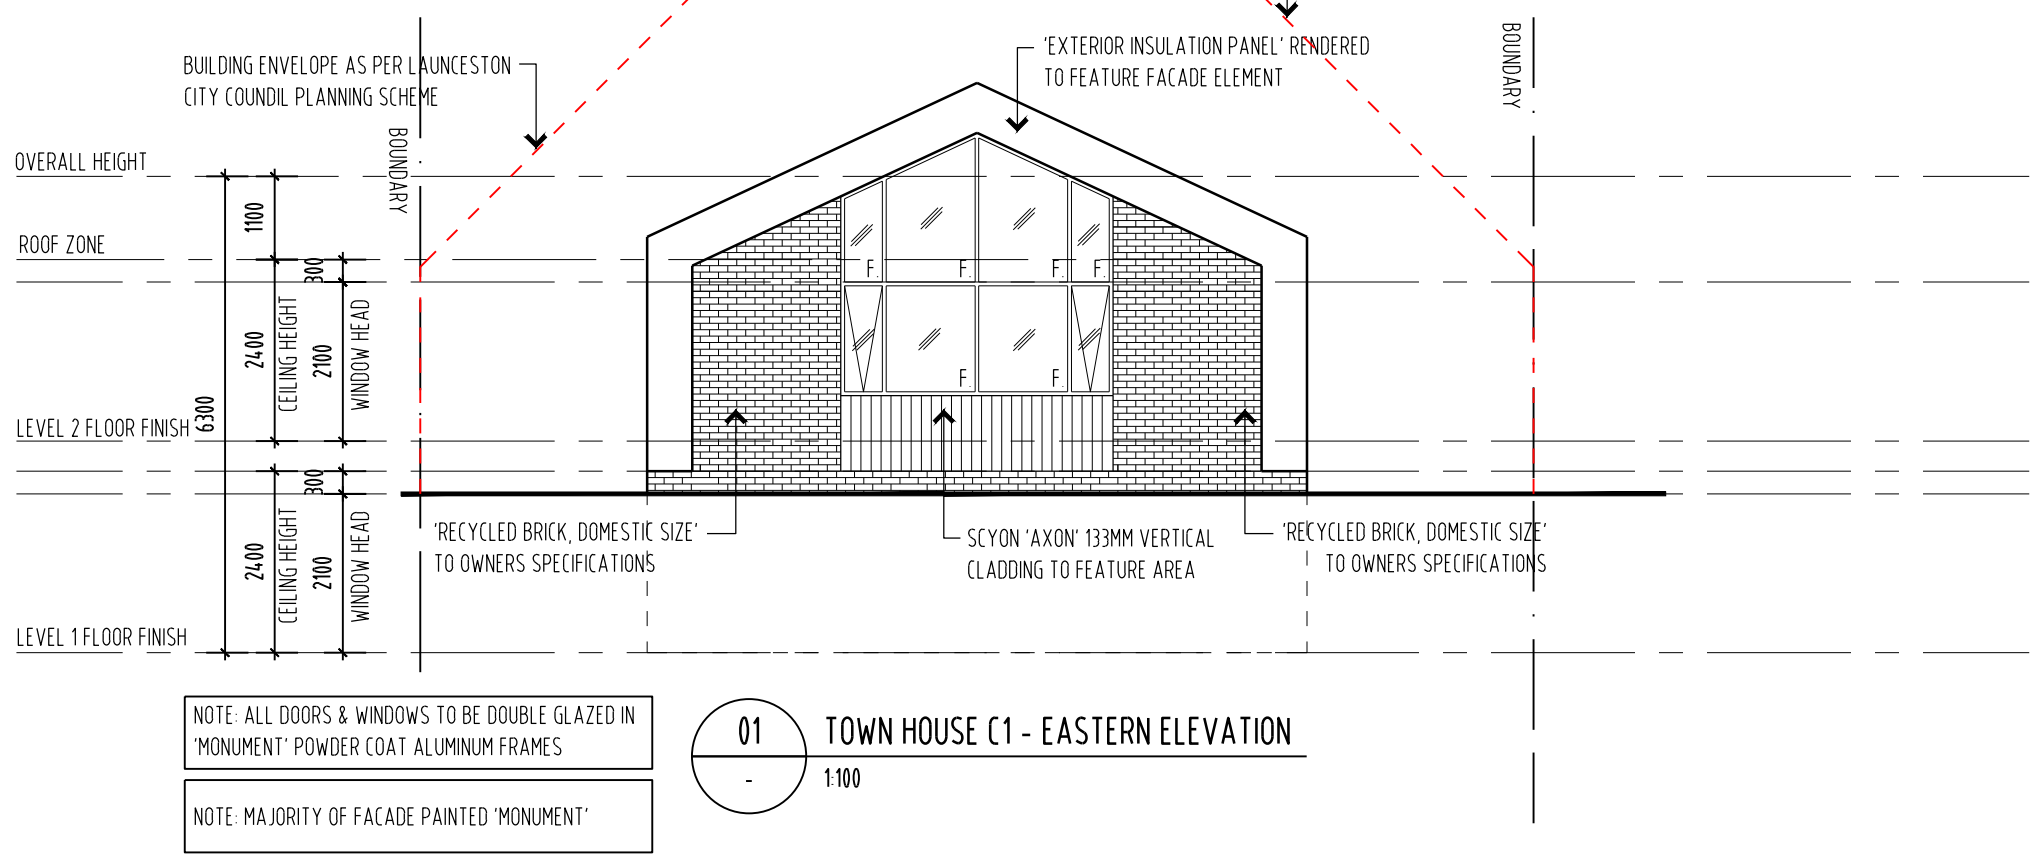 BUILDING ENVELOPE AS PER LAUNCESTON
CITY COUNDIL PLANNING SCHEME
'EXTERIOR INSULATION PANEL' RENDERED
TO FEATURE FACADE ELEMENT
BOUNDARY
BOUNDARY
OVERALL HEIGHT
1100
ROOF ZONE
300
2400
CEILING HEIGHT
2100
WINDOW HEAD
6300
LEVEL 2 FLOOR FINISH
300
2400
CEILING HEIGHT
2100
WINDOW HEAD
LEVEL 1 FLOOR FINISH
F.
F.
F.
F.
F.
F.
'RECYCLED BRICK, DOMESTIC SIZE'
TO OWNERS SPECIFICATIONS
SCYON 'AXON' 133MM VERTICAL
CLADDING TO FEATURE AREA
'RECYCLED BRICK, DOMESTIC SIZE'
TO OWNERS SPECIFICATIONS
NOTE: ALL DOORS & WINDOWS TO BE DOUBLE GLAZED IN
'MONUMENT' POWDER COAT ALUMINUM FRAMES
NOTE: MAJORITY OF FACADE PAINTED 'MONUMENT'
01
-
TOWN HOUSE C1 - EASTERN ELEVATION
1:100